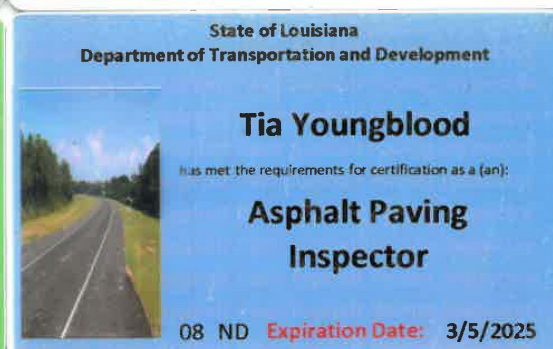 State of Louisiana
Department of Transportation and Development
Tia Youngblood
has met the requirements for certification as a (an):
Asphalt Paving
Inspector
08 ND Expiration Date: 3/5/2025